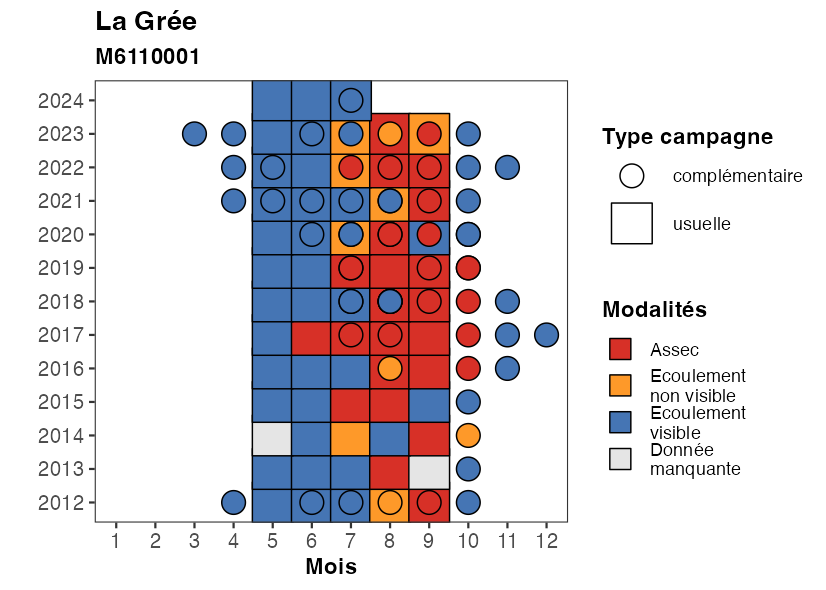 La Grée
M6110001
2024
2023
2022
2021
2020
2019
2018
2017
2016
2015
2014
2013
2012
1 2 3 4 5 6 7 8 9 10 11 12
Mois
Type campagne
complémentaire
usuelle
Modalités
Assec
Ecoulement
non visible
Ecoulement
visible
Donnée
manquante